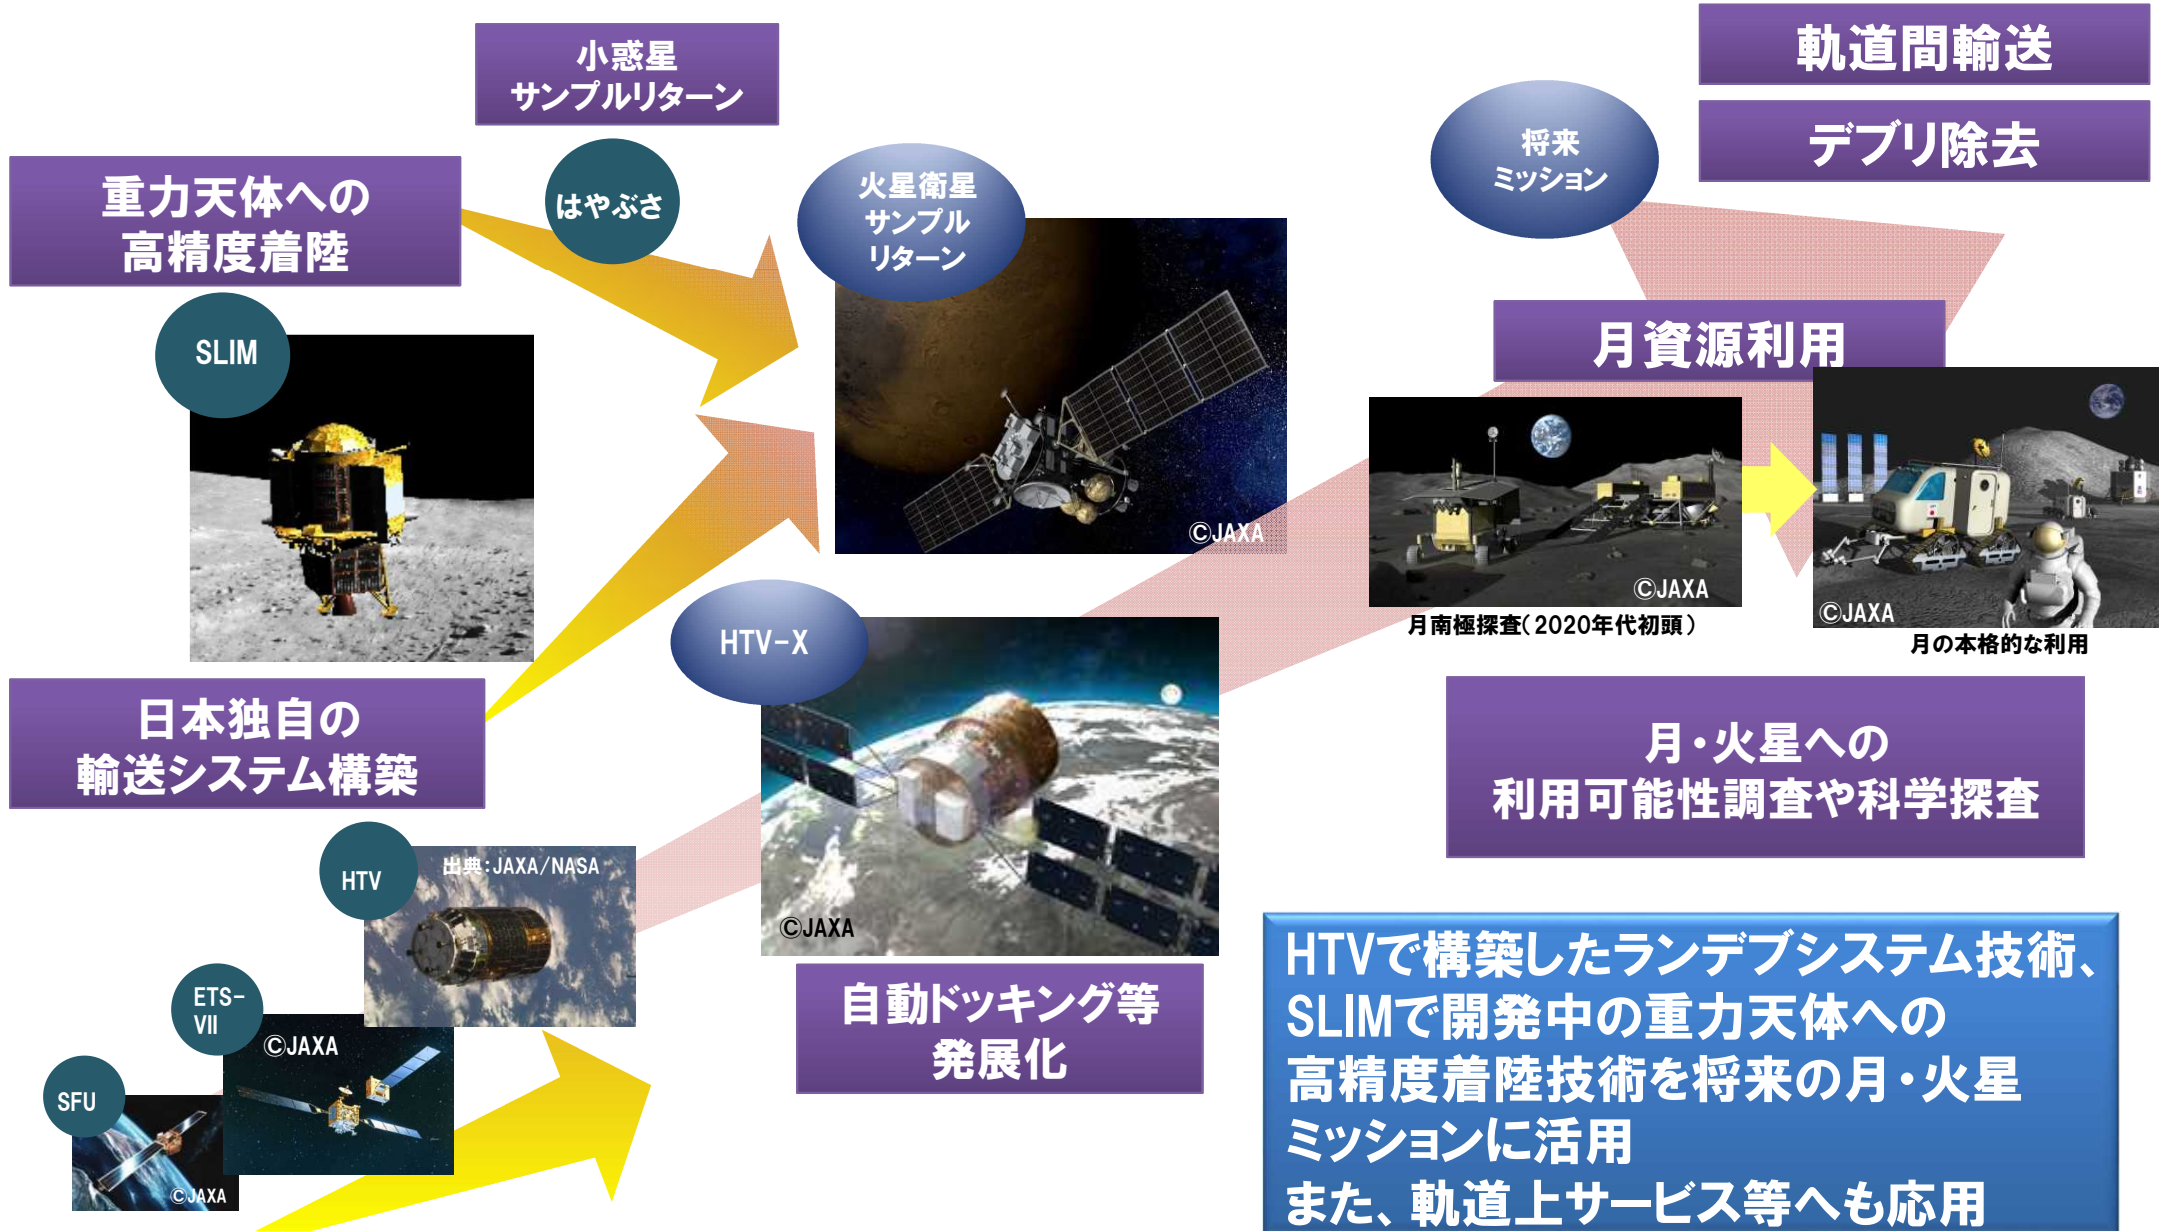 小惑星
サンプルリターン
軌道間輸送
デブリ除去
将来
ミッション
重力天体への
高精度着陸
はやぶさ
火星衛星
サンプル
リターン
©JAXA
SLIM
月資源利用
©JAXA
月南極探査(2020年代初頭)
©JAXA
月の本格的な利用
日本独自の
輸送システム構築
HTV-X
©JAXA
月・火星への
利用可能性調査や科学探査
HTV
出典:JAXA/NASA
自動ドッキング等
発展化
ETS-
VII
©JAXA
SFU
©JAXA
HTVで構築したランデブシステム技術、
SLIMで開発中の重力天体への
高精度着陸技術を将来の月・火星
ミッションに活用
また、軌道上サービス等へも応用